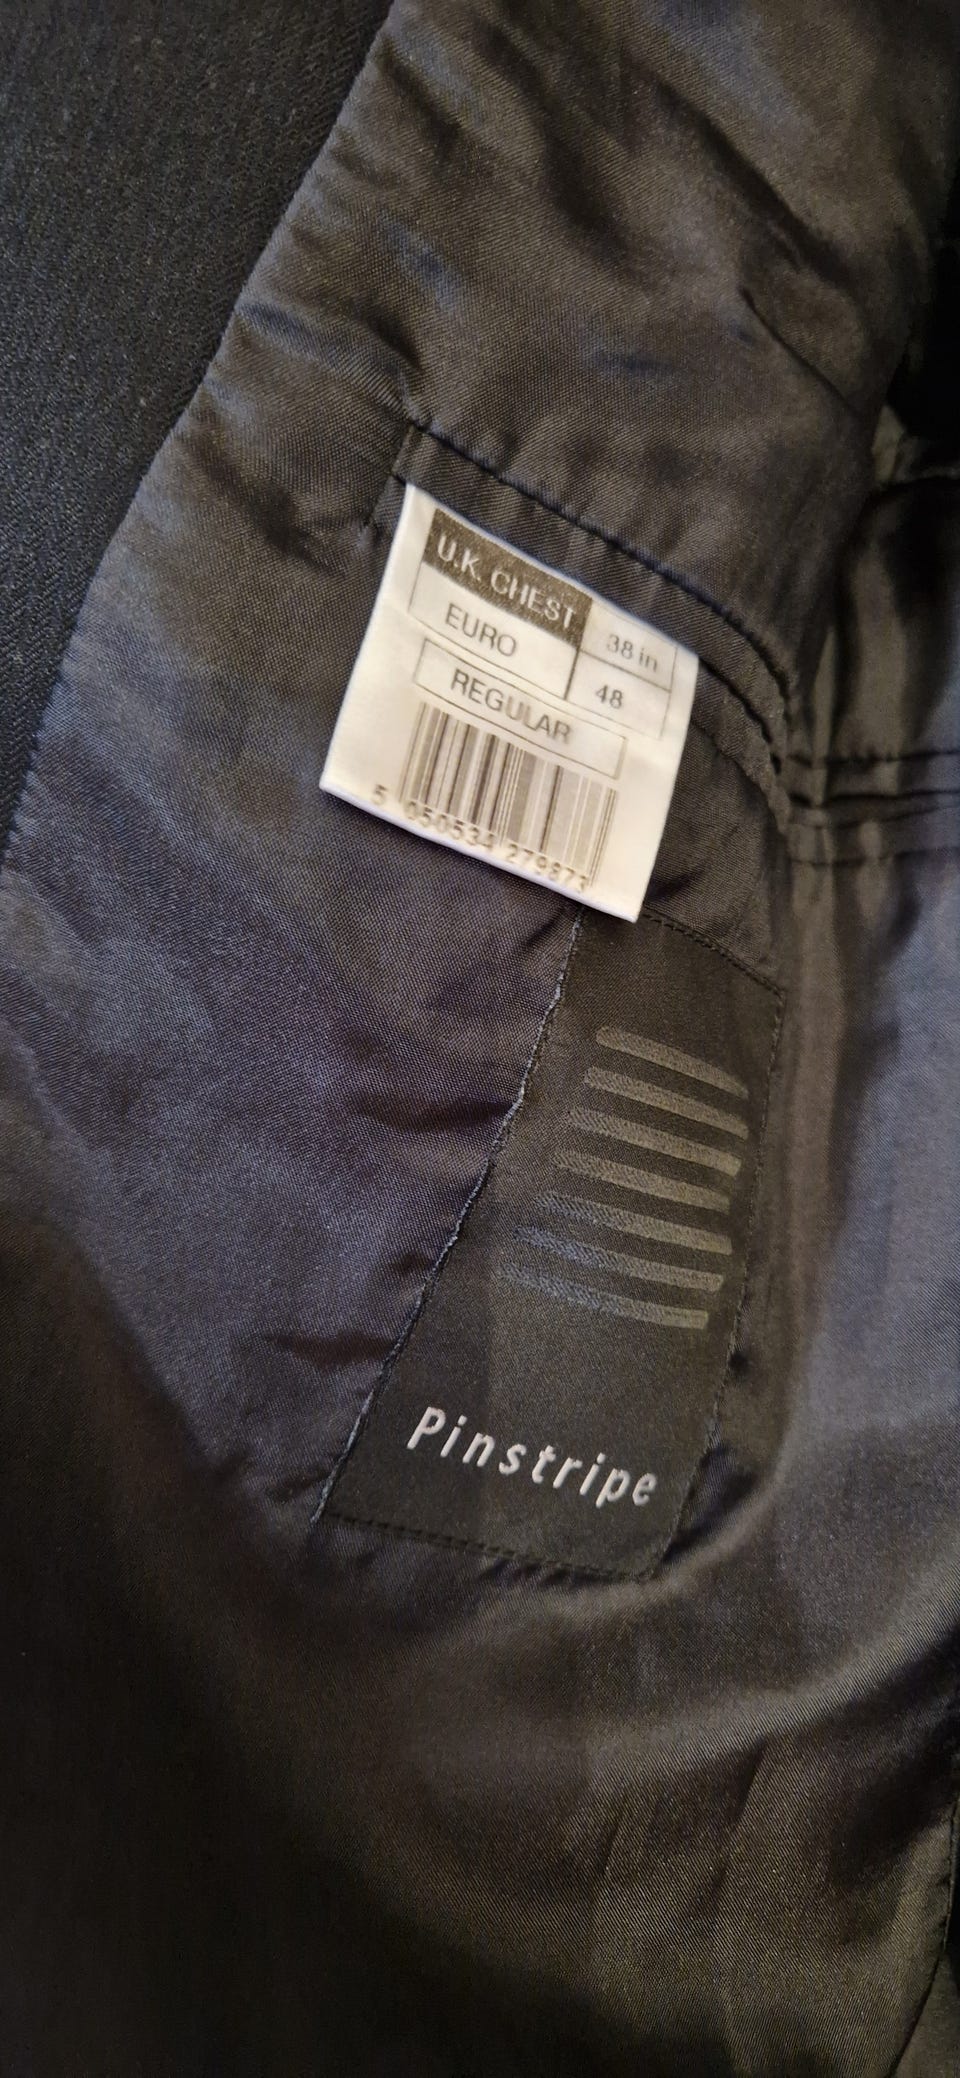 U.K. CHEST 38 in
EURO 48
REGULAR
5 050534 279873
Pinstripe